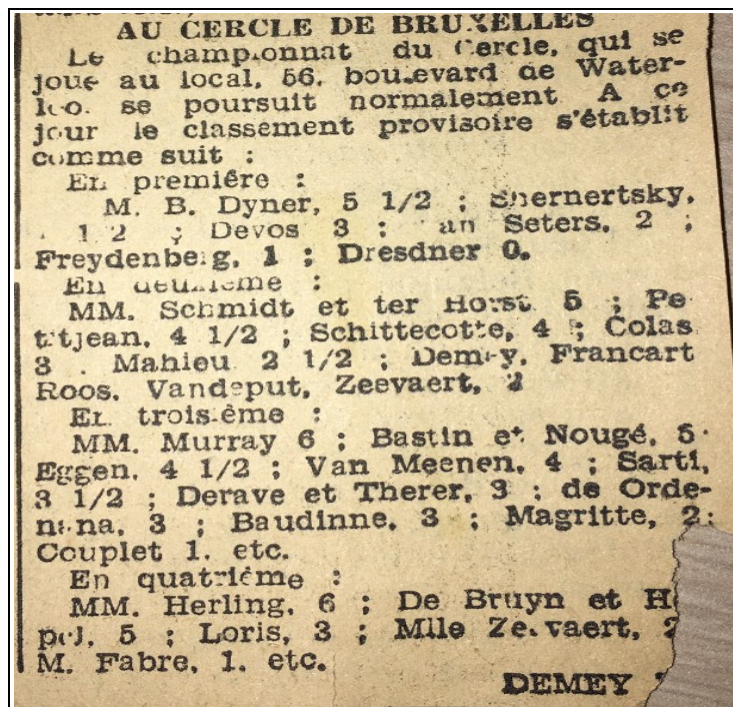 AU CERCLE DE BRUXELLES
Le championnat du Cercle, qui se
joue au local, 56, boulevard de Water-
loo, se poursuit normalement A ce
jour le classement provisoire s'établit
comme suit :
En première :
M. B. Dyner, 5 1/2 ;
1/2 ; Devos 3 ; an Seters, 2 ;
Freydenberg, 1 ; Dresdner 0.
En deuxième :
MM. Schmidt et ter Horst 5 ; Pe
titjean, 4 1/2 ; Schittecotte, 4 ; Colas
3 . Mahieu 2 1/2 ; Demey, Francart
Roos, Vandeput, Zeevaert, 2
En troisième :
MM. Murray 6 ; Bastin et Nougé, 5
Eggen, 4 1/2 ; Van Meenen, 4 ; Sarti,
3 1/2 ; Derave et Therer, 3 ; de Orde-
nana, 3 ; Baudinne, 3 ; Magritte, 2;
Couplet 1, etc.
En quatrième :
MM. Herling, 6 ; De Bruyn et
5 ; Loris, 3 ; Mlle Zeevaert, 2
M. Fabre, 1, etc.
DEMEY